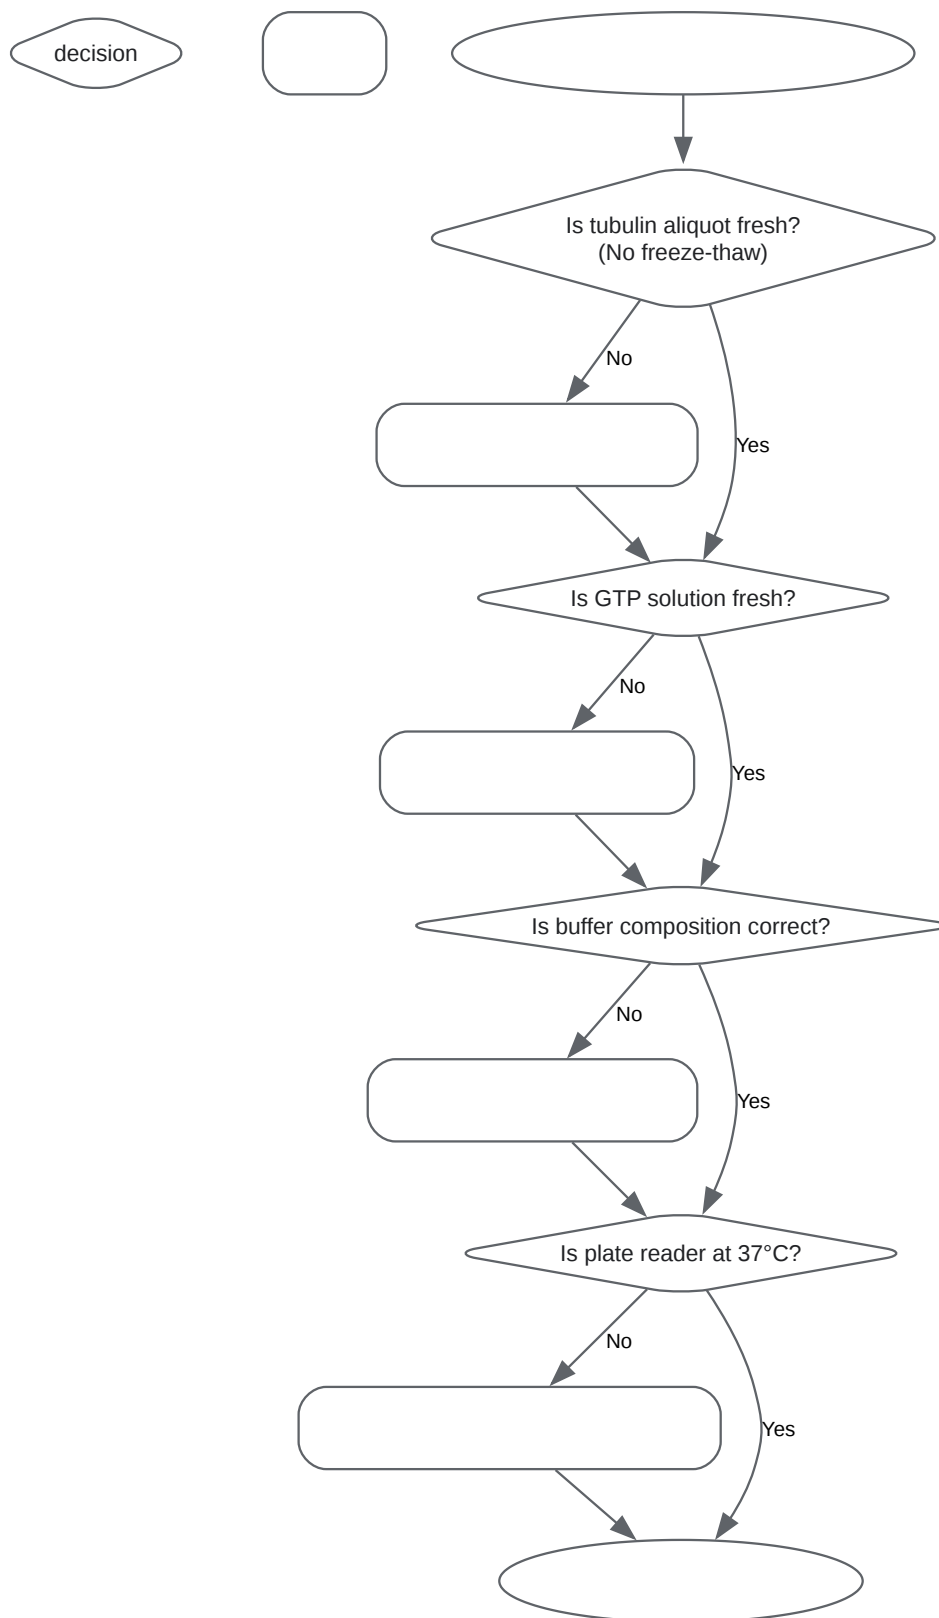 decision
Is tubulin aliquot fresh?
(No freeze-thaw)
No
Yes
Is GTP solution fresh?
No
Yes
Is buffer composition correct?
No
Yes
Is plate reader at 37°C?
No
Yes